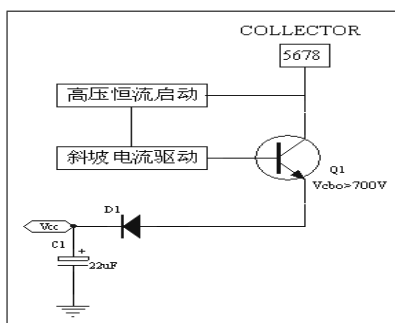 COLLECTOR
5678
高压恒流启动
斜坡电流驱动
Q1
Vcbo>700V
D1
Vcc
C1
+
22uF